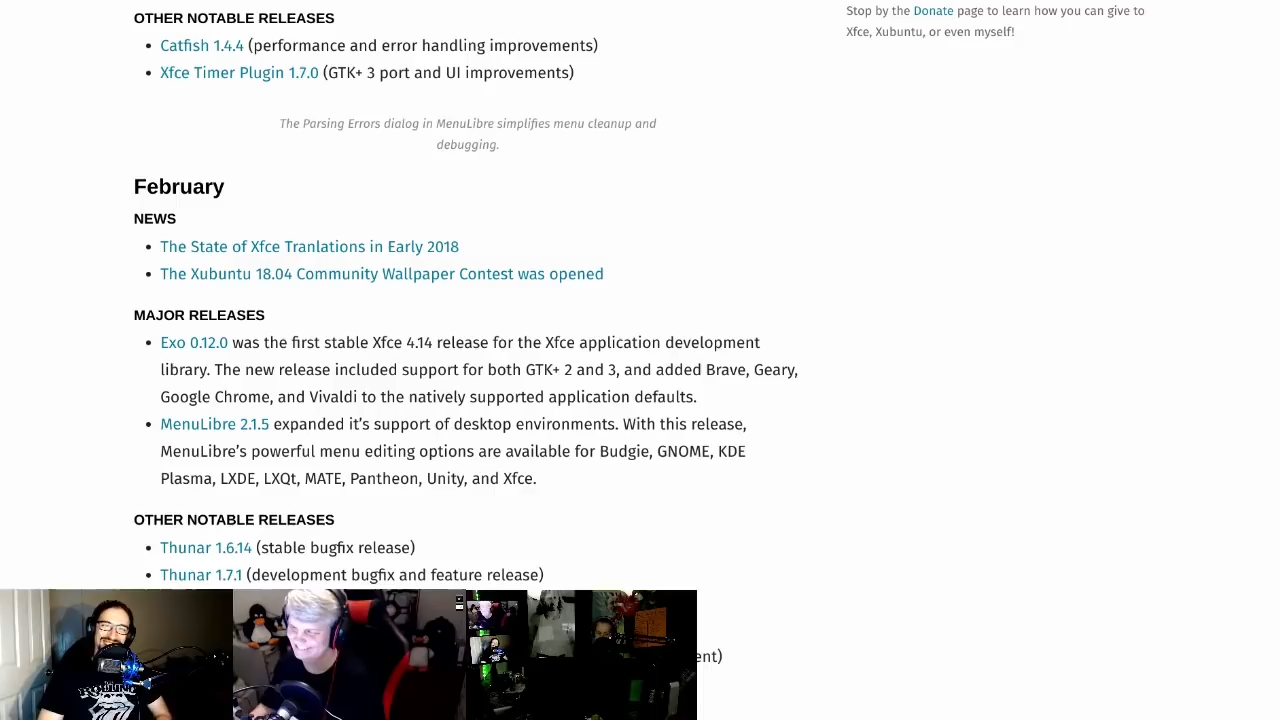 OTHER NOTABLE RELEASES
• Catfish 1.4.4 (performance and error handling improvements)
• Xfce Timer Plugin 1.7.0 (GTK+ 3 port and UI improvements)
The Parsing Errors dialog in MenuLibre simplifies menu cleanup and
debugging.
February
NEWS
• The State of Xfce Tranlations in Early 2018
• The Xubuntu 18.04 Community Wallpaper Contest was opened
MAJOR RELEASES
• Exo 0.12.0 was the first stable Xfce 4.14 release for the Xfce application development
library. The new release included support for both GTK+ 2 and 3, and added Brave, Geary,
Google Chrome, and Vivaldi to the natively supported application defaults.
• MenuLibre 2.1.5 expanded it’s support of desktop environments. With this release,
MenuLibre’s powerful menu editing options are available for Budgie, GNOME, KDE
Plasma, LXDE, LXQt, MATE, Pantheon, Unity, and Xfce.
OTHER NOTABLE RELEASES
• Thunar 1.6.14 (stable bugfix release)
• Thunar 1.7.1 (development bugfix and feature release)
ent)
Stop by the Donate page to learn how you can give to
Xfce, Xubuntu, or even myself!